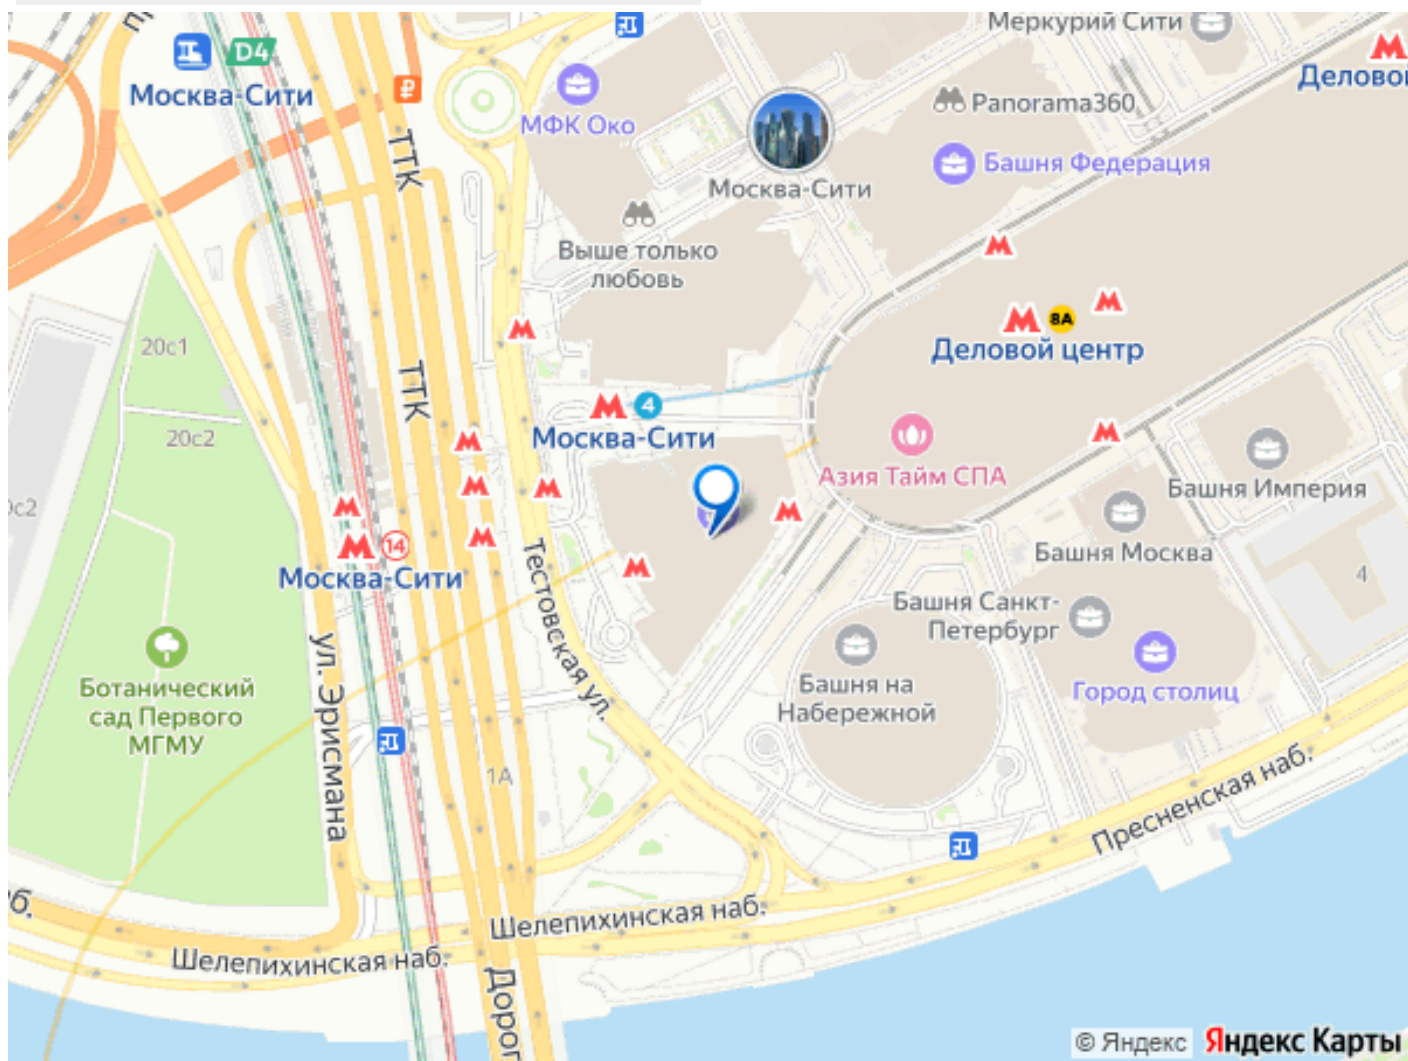 Меркурий Сити
D4
Москва-Сити
Деловой
МФК Око
Panorama360
Башня Федерация
Москва-Сити
ТТК
Выше только
любовь
8А
Деловой центр
20с1
ТТК
4
Москва-Сити
20с2
Азия Тайм СПА
Башня Империя
14
Москва-Сити
Башня Москва
4
Тестовская ул.
Башня Санкт-
Петербург
Башня на
Набережной
Город столиц
Ботанический
сад Первого
МГМУ
ул. Эрисмана
1А
Пресненская наб.
Шелепихинская наб.
Шелепихинская наб.
Дорог
© Яндекс
Яндекс Карты